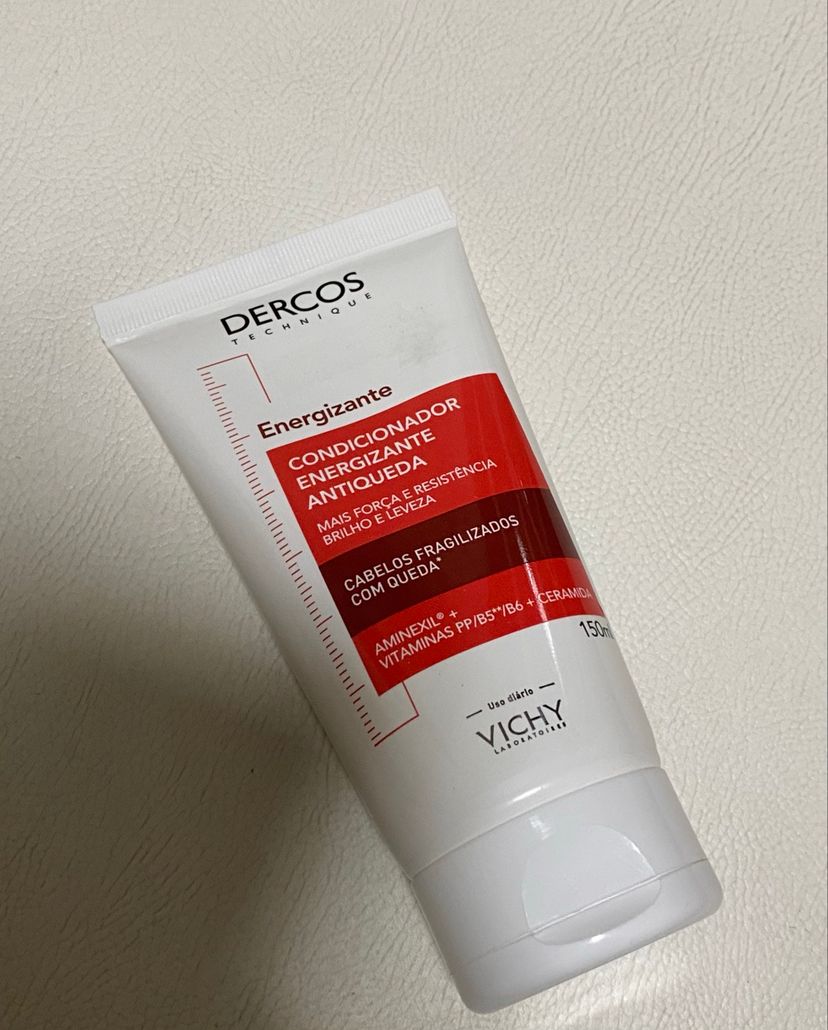 DERCOS
TECHNIQUE
Energizante
CONDICIONADOR
ENERGIZANTE
ANTIQUEDA
MAIS FORÇA E RESISTÊNCIA
BRILHO E LEVEZA
CABELOS FRAGILIZADOS
COM QUEDA*
AMINEXIL® +
VITAMINAS PP/B5**/B6 + CERAMIDA
150m
Uso diário
VICHY
LABORATOIRES